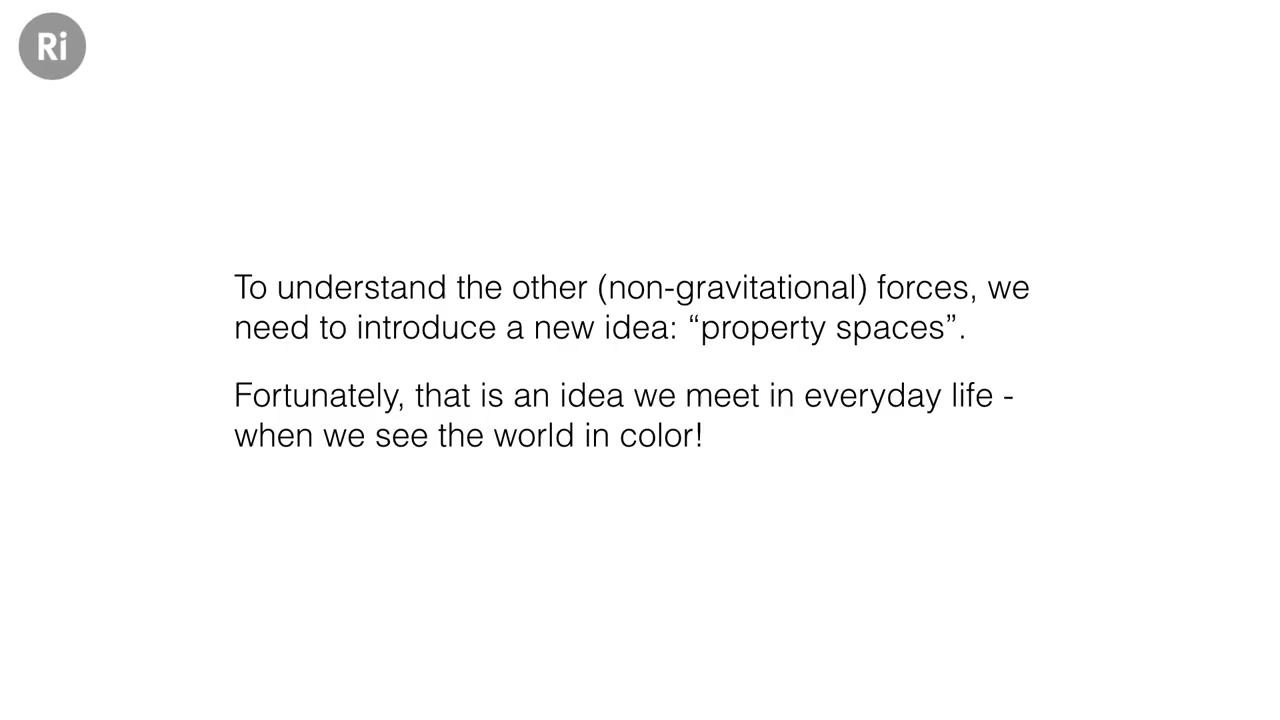 Ri
To understand the other (non-gravitational) forces, we
need to introduce a new idea: “property spaces”.
Fortunately, that is an idea we meet in everyday life -
when we see the world in color!